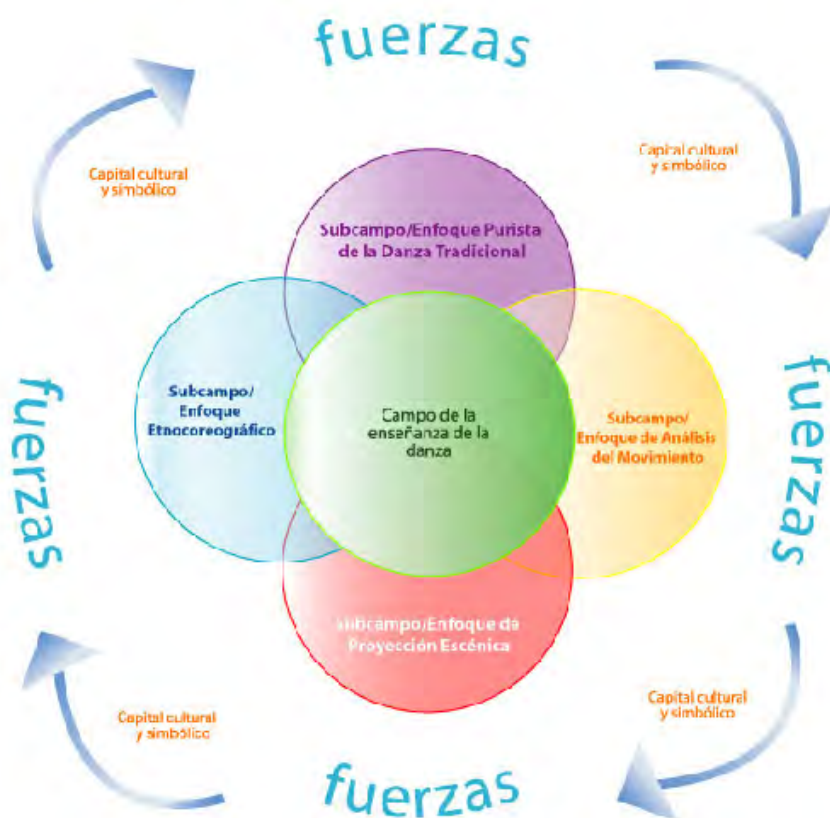 fuerzas
Capital cultural
y simbólico
Capital cultural
y simbólico
Subcampo/Enfoque Purista
de la Danza Tradicional
fuerzas
Subcampo/
Enfoque
Etnocoreográfico
Campo de la
enseñanza de la
danza
Subcampo/
Enfoque de Análisis
del Movimiento
fuerzas
Subcampo/Enfoque de
Proyección Escénica
Capital cultural
y simbólico
Capital cultural
y simbólico
fuerzas